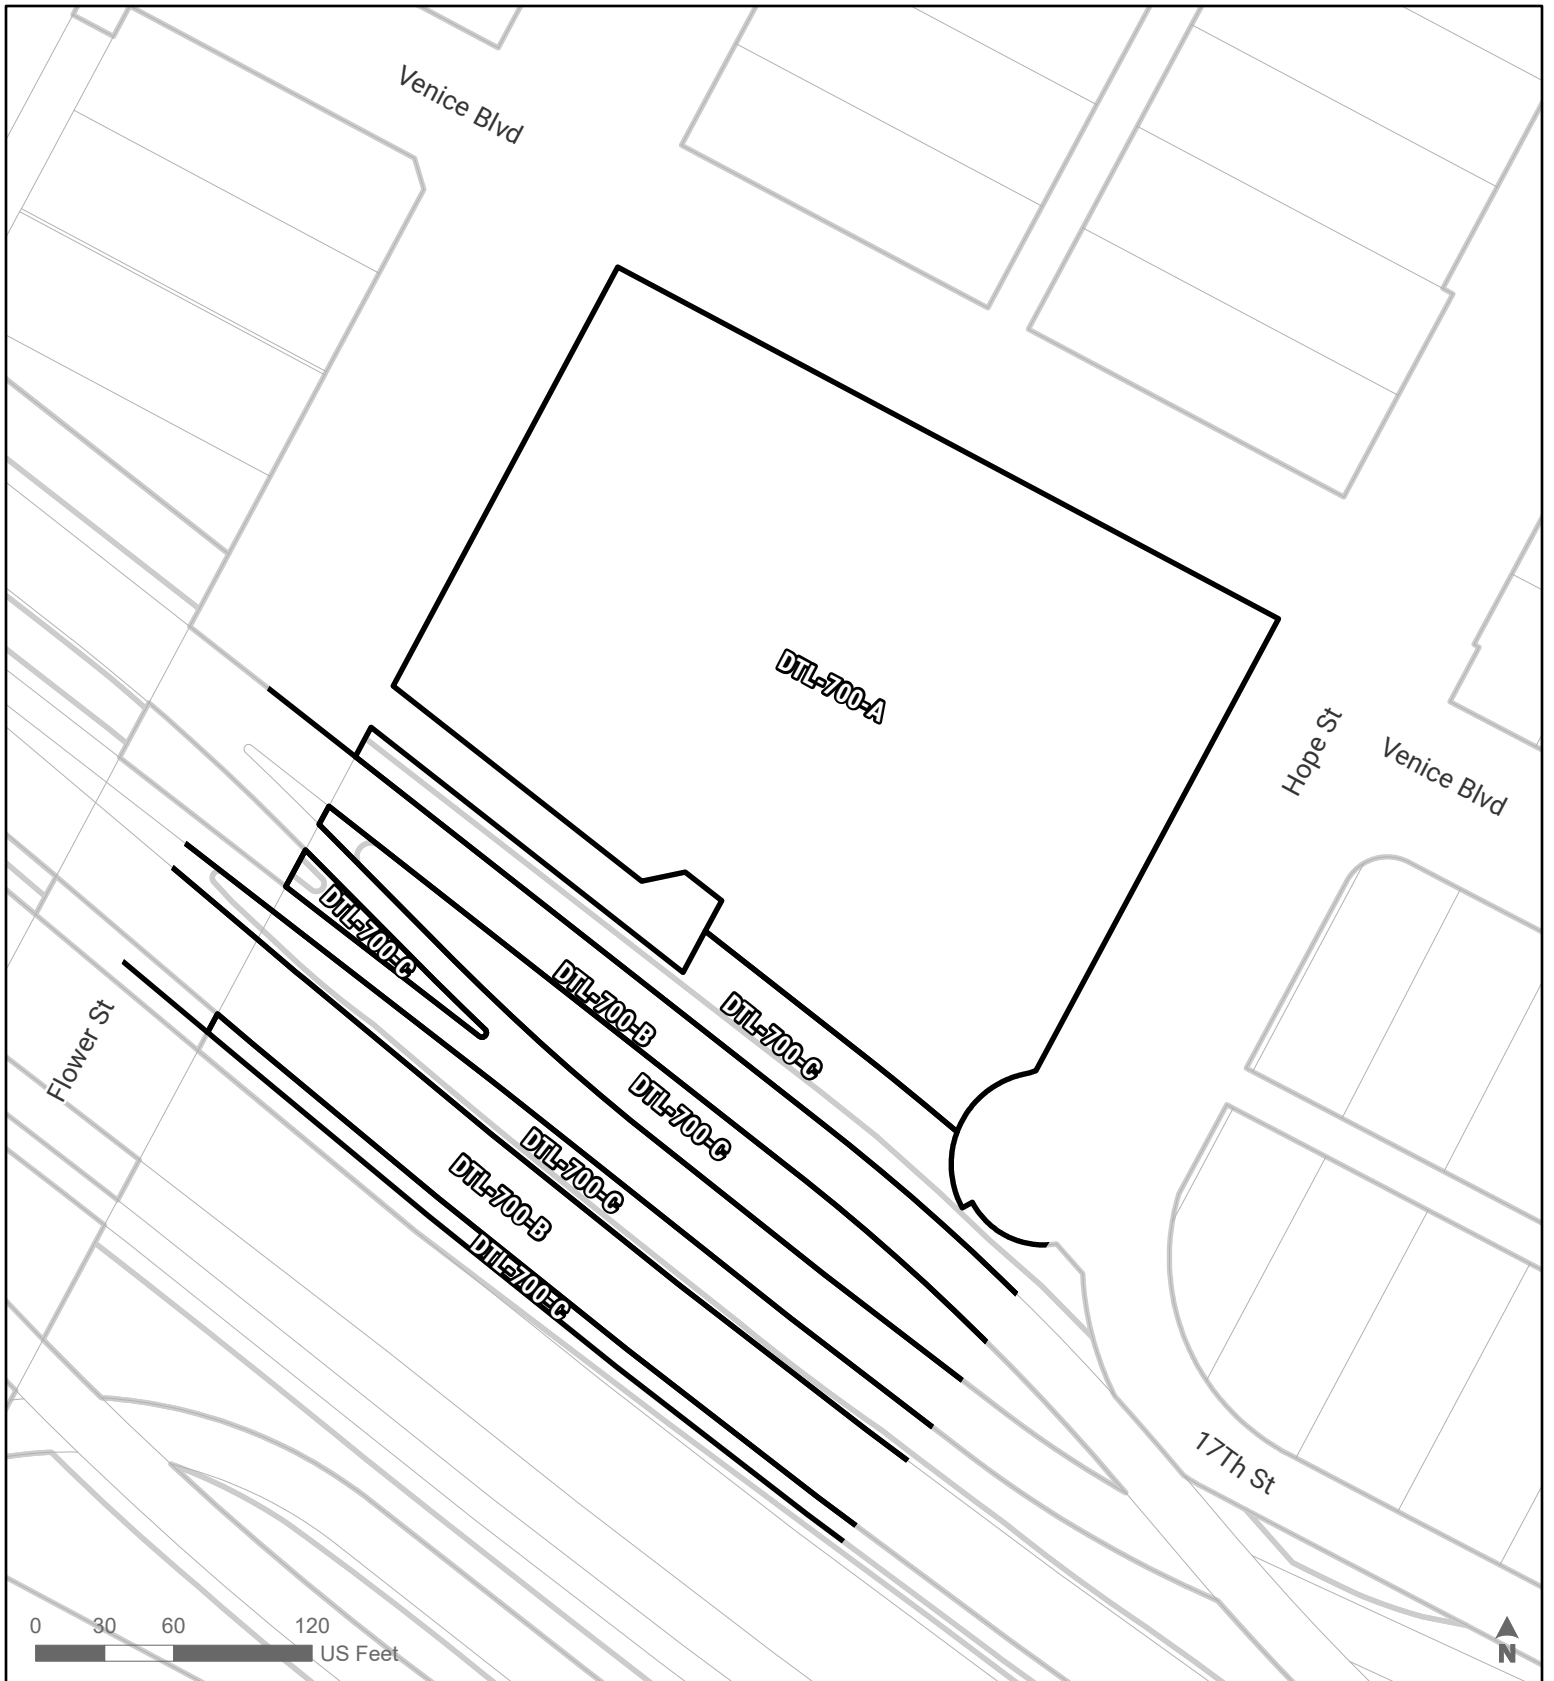 Venice Blvd
DTL-700-A
Hope St
Venice Blvd
DTL-700-C
DTL-700-B
DTL-700-C
Flower St
DTL-700-C
DTL-700-C
DTL-700-B
DTL-700-C
17Th St
0 30 60 120
US Feet
N